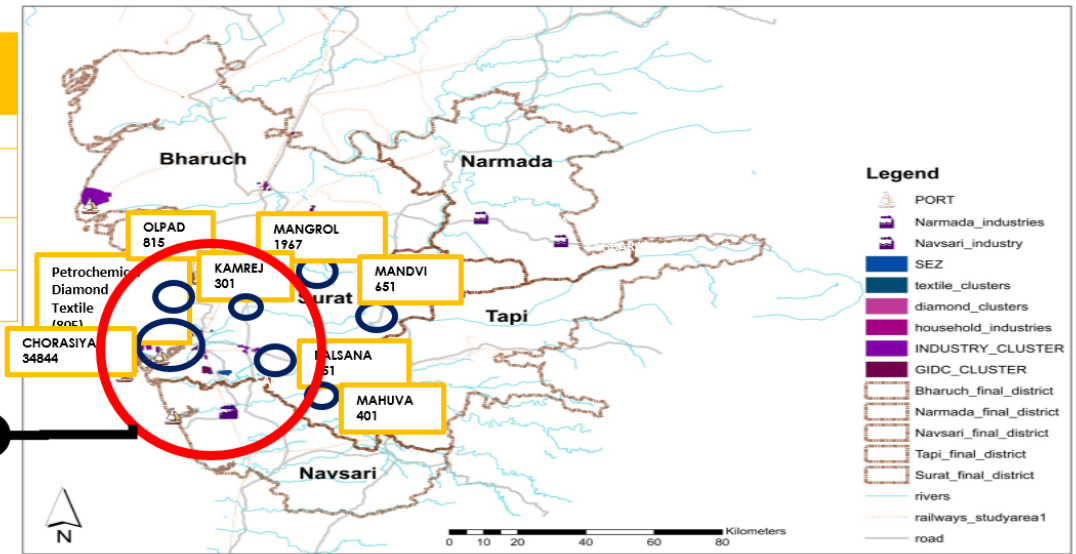 Bharuch
Narmada
OLPAD
815
MANGROL
1967
KAMREJ
301
MANDVI
651
Petrochemic
Diamond
Textile
Surat
Tapi
CHORASIYA
34844
MAHUVA
401
Navsari
N
0 10 20 40 60 80
Kilometers
Legend
PORT
Narmada_industries
Navsari_industry
SEZ
textile_clusters
diamond_clusters
household_industries
INDUSTRY_CLUSTER
GIDC_CLUSTER
Bharuch_final_district
Narmada_final_district
Navsari_final_district
Tapi_final_district
Surat_final_district
rivers
railways_studyarea1
road